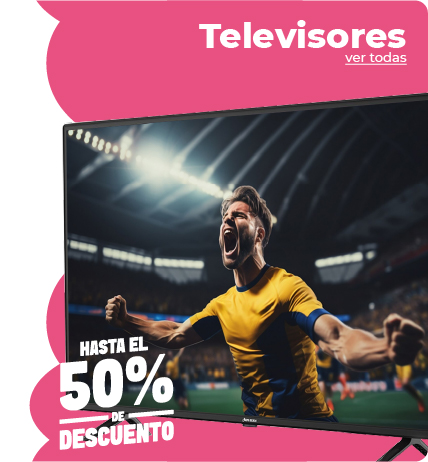 Televisores
ver todas
HASTA EL
50%
DE
DESCUENTO